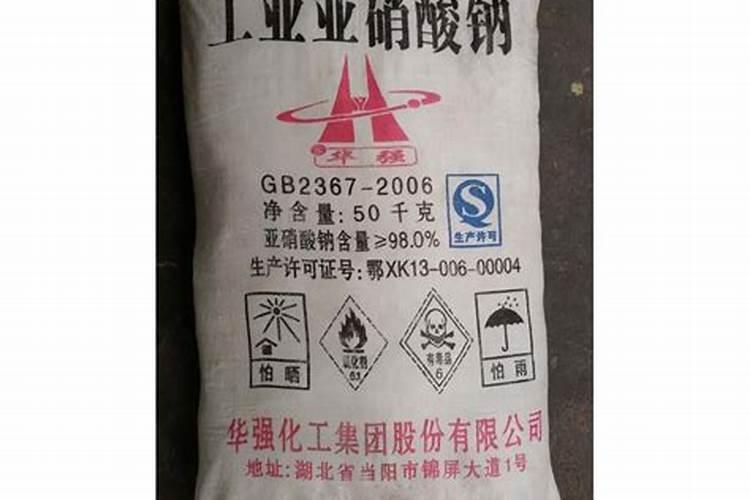 工业亚硝酸钠
华强
GB2367-2006
净含量:50千克
亚硝酸钠含量≥98.0%
S
生产许可
生产许可证号:鄂XK13-006-00004
怕晒
氧化剂
有毒品
6
怕雨
华强化工集团股份有限公司
地址:湖北省当阳市锦屏大道1号